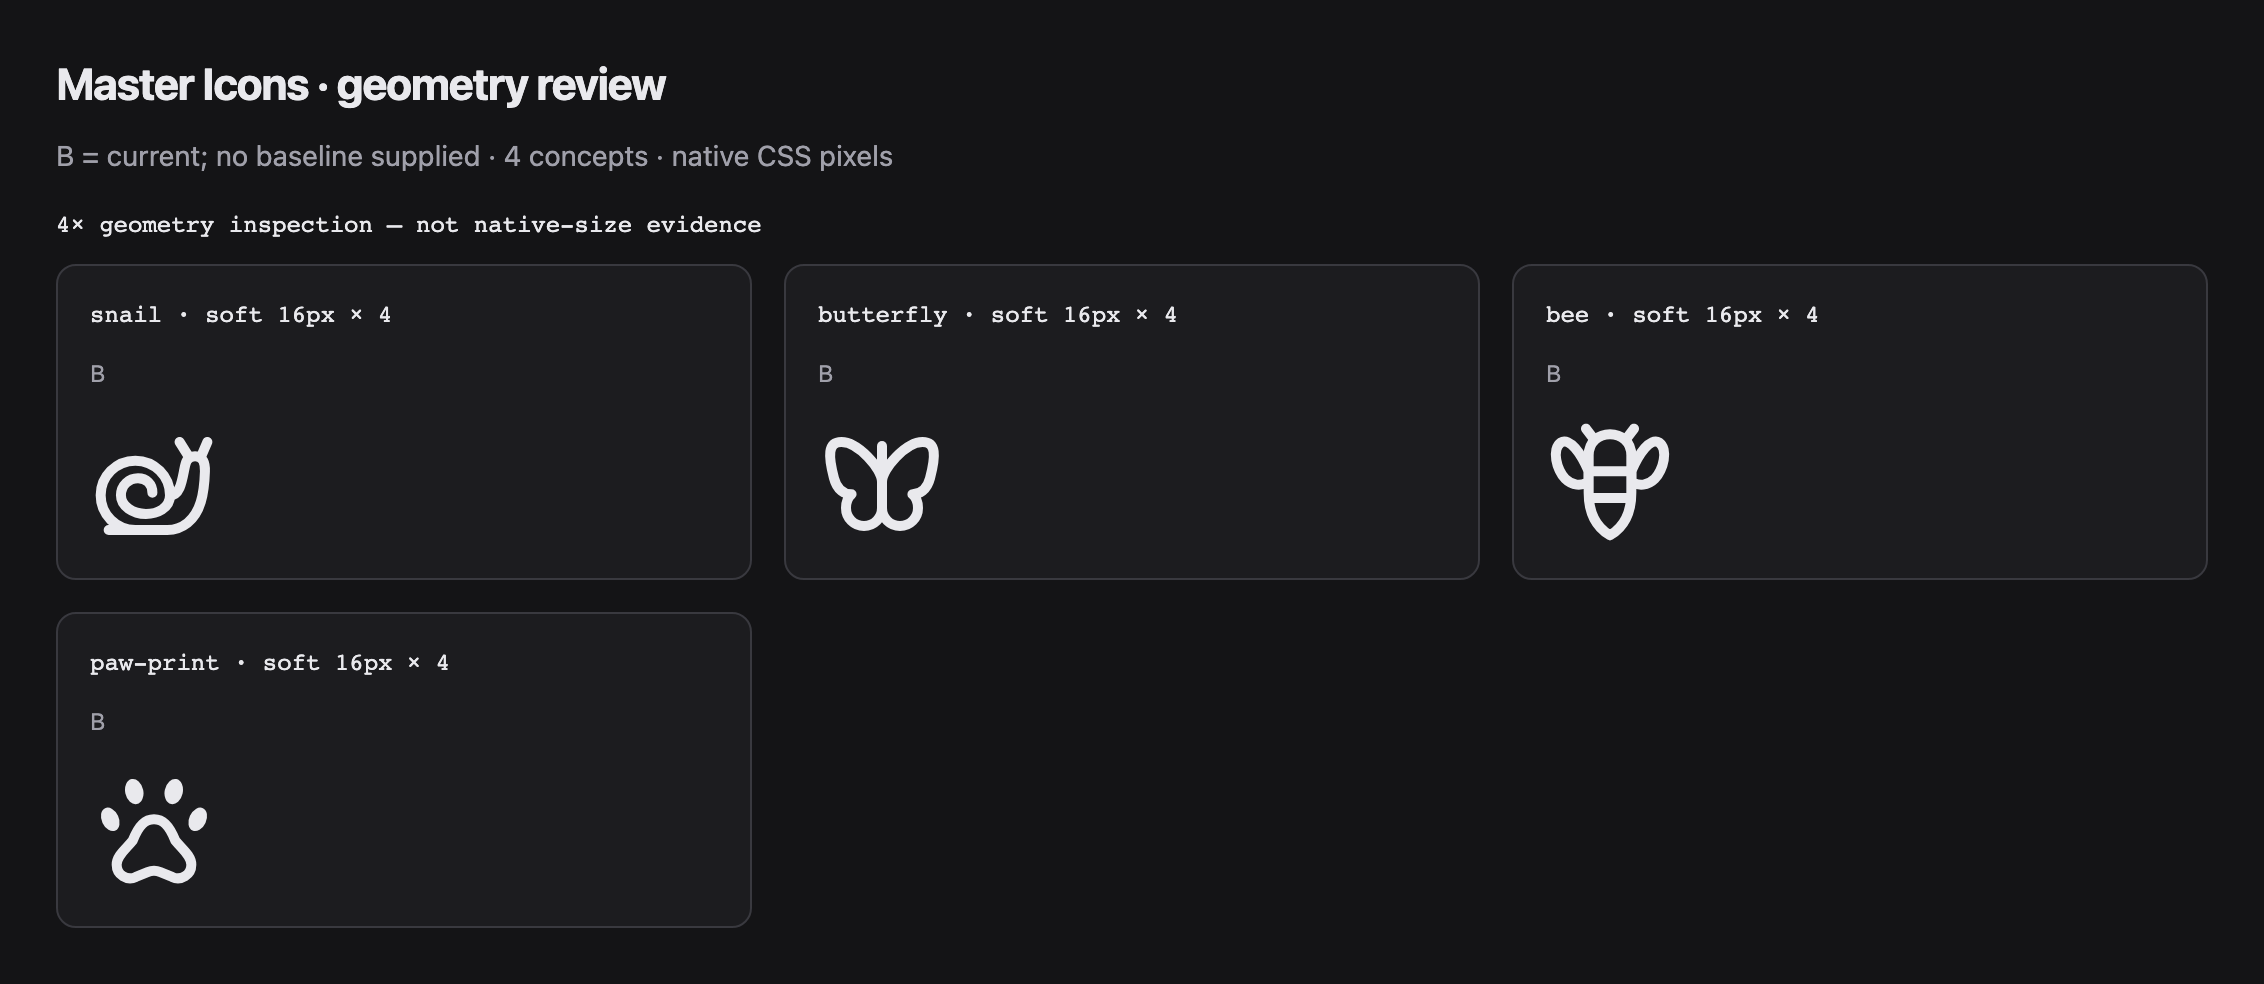 Master Icons · geometry review
B = current; no baseline supplied · 4 concepts · native CSS pixels
4× geometry inspection — not native-size evidence
snail · soft 16px × 4
B
butterfly · soft 16px × 4
B
bee · soft 16px × 4
B
paw-print · soft 16px × 4
B